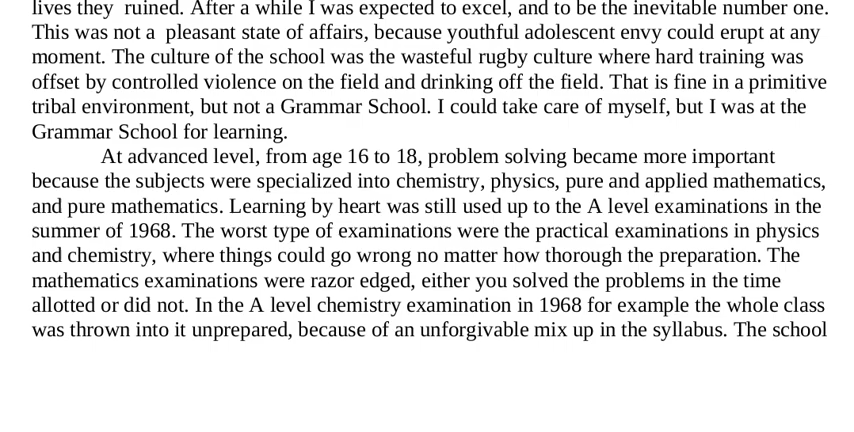 lives they  ruined. After a while I was expected to excel, and to be the inevitable number one.
This was not a  pleasant state of affairs, because youthful adolescent envy could erupt at any
moment. The culture of the school was the wasteful rugby culture where hard training was
offset by controlled violence on the field and drinking off the field. That is fine in a primitive
tribal environment, but not a Grammar School. I could take care of myself, but I was at the
Grammar School for learning.
At advanced level, from age 16 to 18, problem solving became more important
because the subjects were specialized into chemistry, physics, pure and applied mathematics,
and pure mathematics. Learning by heart was still used up to the A level examinations in the
summer of 1968. The worst type of examinations were the practical examinations in physics
and chemistry, where things could go wrong no matter how thorough the preparation. The
mathematics examinations were razor edged, either you solved the problems in the time
allotted or did not. In the A level chemistry examination in 1968 for example the whole class
was thrown into it unprepared, because of an unforgivable mix up in the syllabus. The school